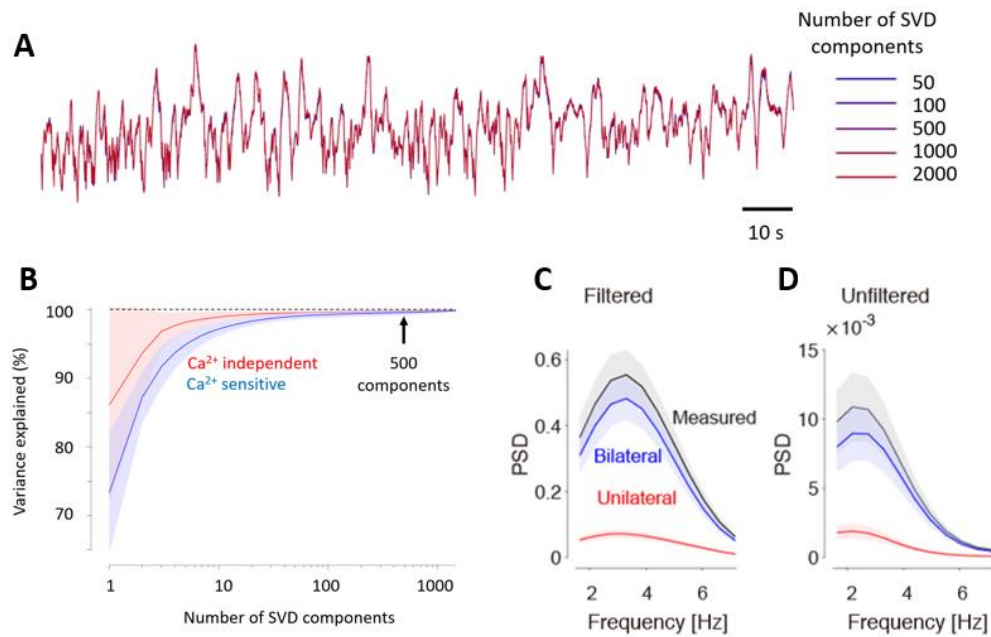 A
Number of SVD
components
50
100
500
1000
2000
10 s
B
Variance explained (%)
100
90
80
70
Ca²⁺ independent
Ca²⁺ sensitive
500
components
1
10
100
1000
Number of SVD components
C
Filtered
PSD
0.6
0.4
0.2
0
Measured
Bilateral
Unilateral
2
4
6
Frequency [Hz]
D
Unfiltered
×10⁻³
PSD
15
10
5
0
2
4
6
Frequency [Hz]